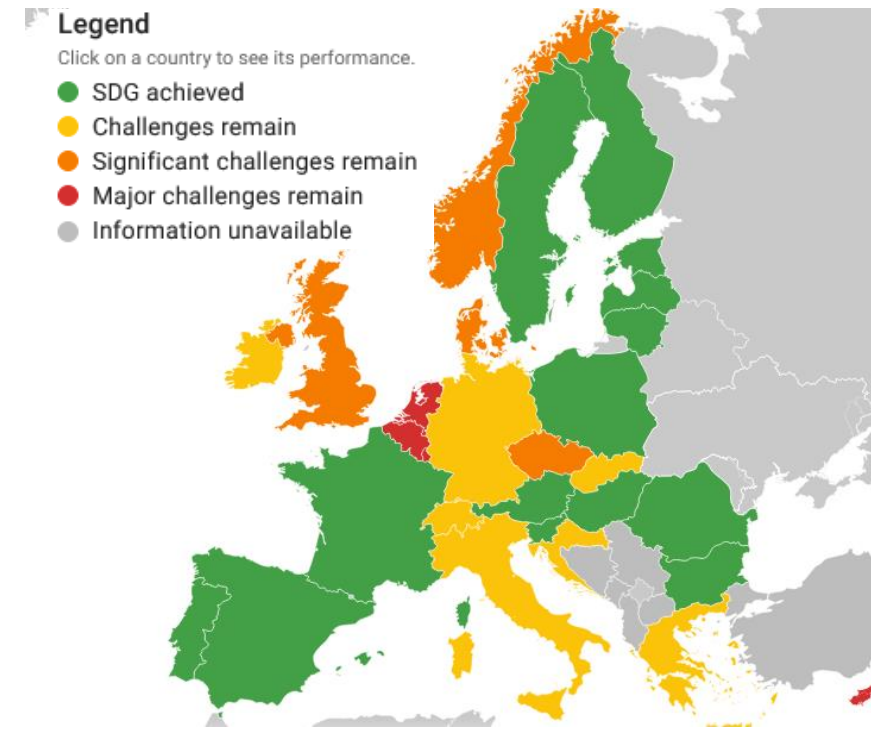 Legend
Click on a country to see its performance.
SDG achieved
Challenges remain
Significant challenges remain
Major challenges remain
Information unavailable